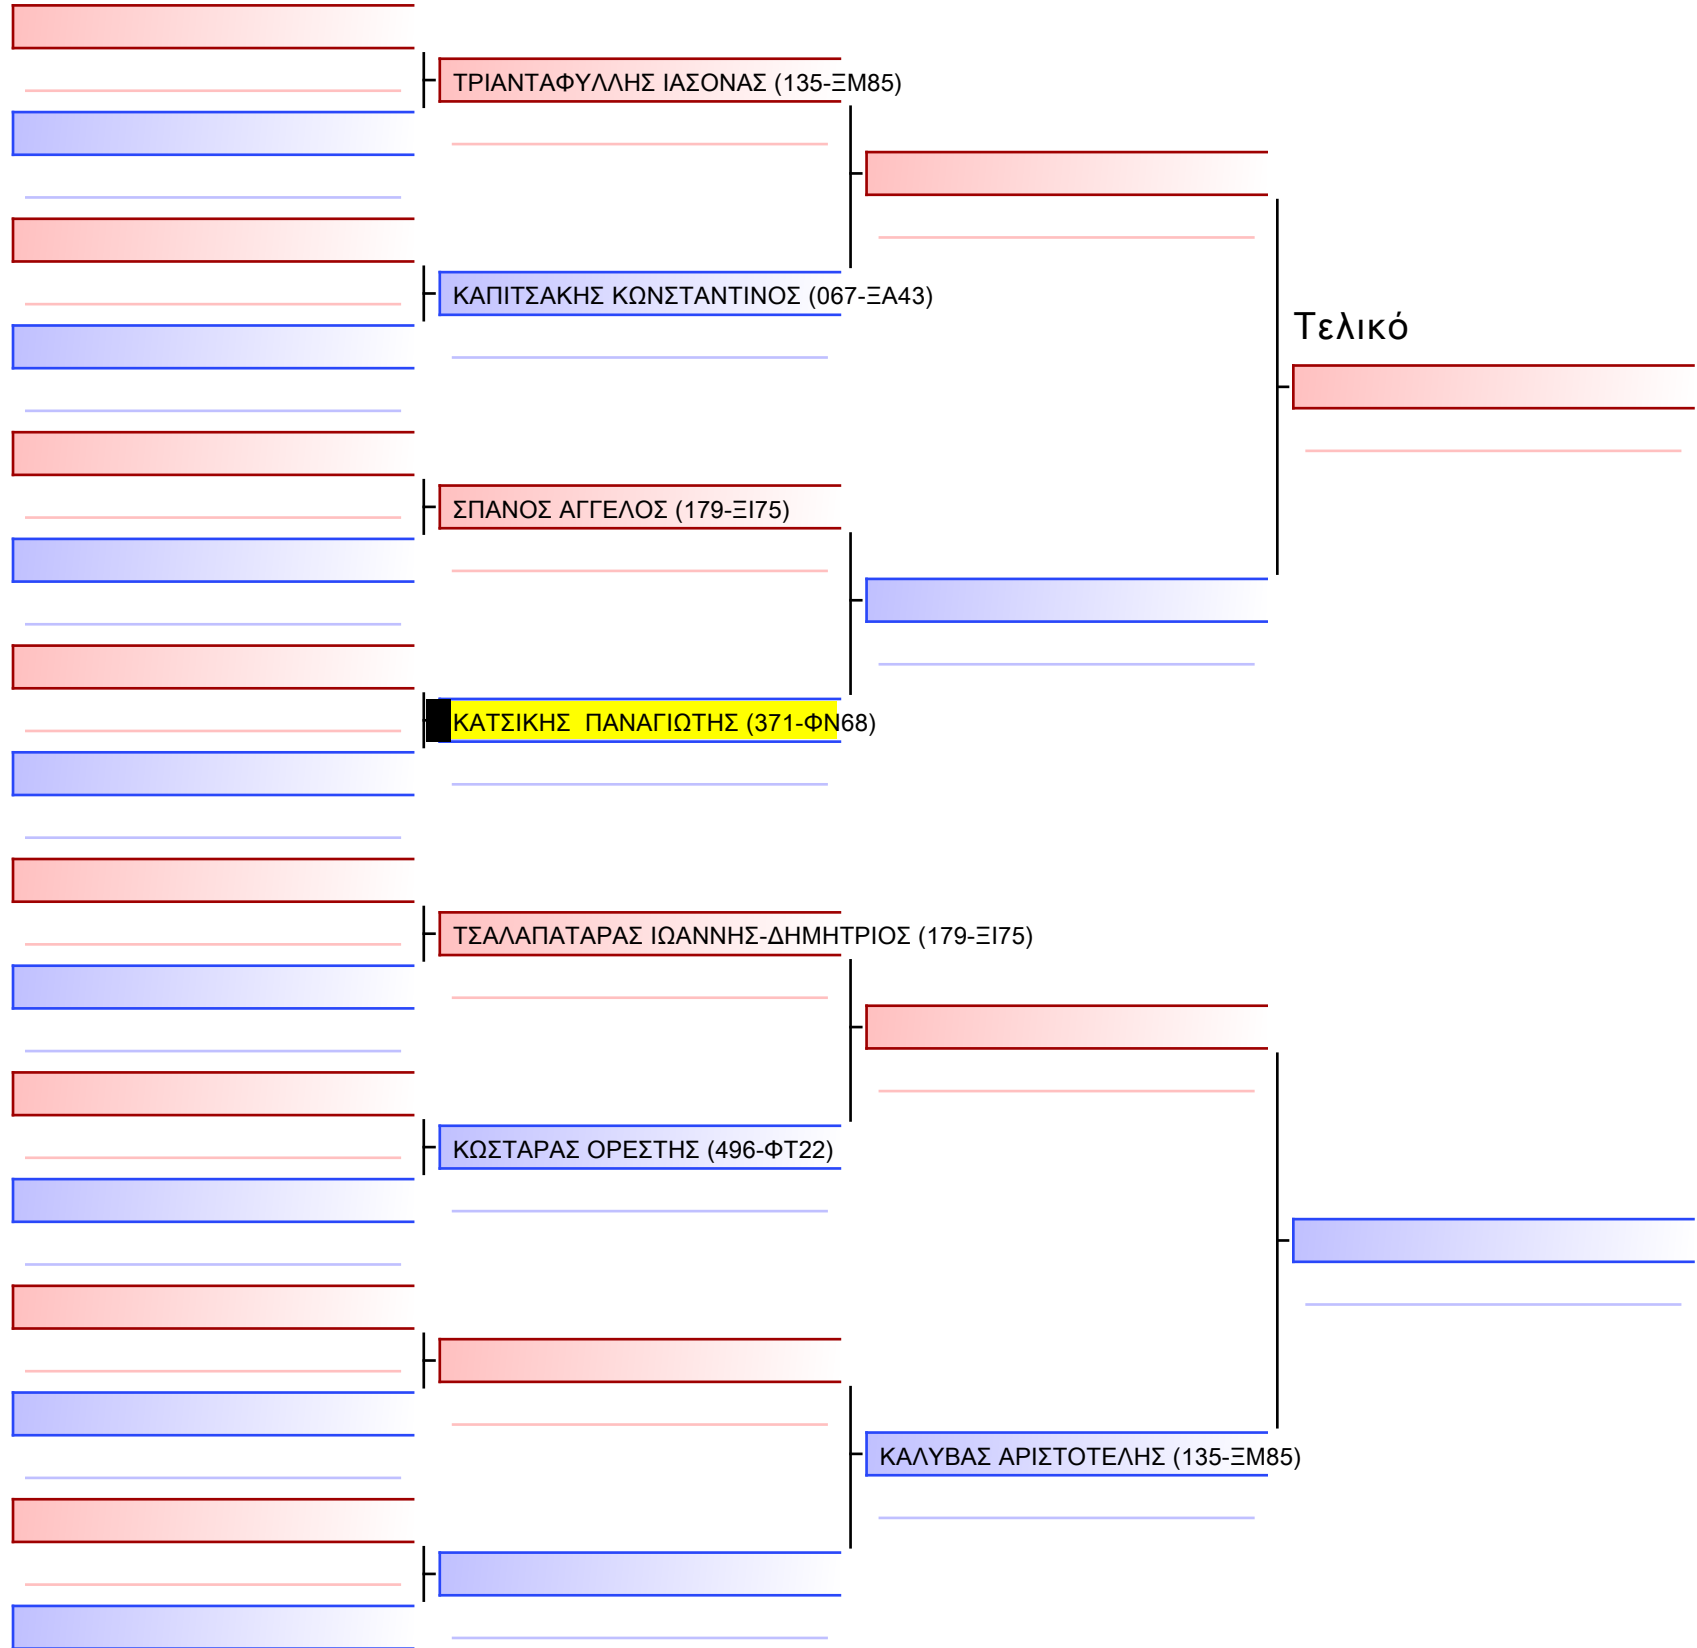 ΤΡΙΑΝΤΑΦΥΛΛΗΣ ΙΑΣΟΝΑΣ (135-ΞΜ85)
ΚΑΠΙΤΣΑΚΗΣ ΚΩΝΣΤΑΝΤΙΝΟΣ (067-ΞΑ43)
Τελικό
ΣΠΑΝΟΣ ΑΓΓΕΛΟΣ (179-ΞΙ75)
ΚΑΤΣΙΚΗΣ  ΠΑΝΑΓΙΩΤΗΣ (371-ΦΝ68)
ΤΣΑΛΑΠΑΤΑΡΑΣ ΙΩΑΝΝΗΣ-ΔΗΜΗΤΡΙΟΣ (179-ΞΙ75)
ΚΩΣΤΑΡΑΣ ΟΡΕΣΤΗΣ (496-ΦΤ22)
ΚΑΛΥΒΑΣ ΑΡΙΣΤΟΤΕΛΗΣ (135-ΞΜ85)